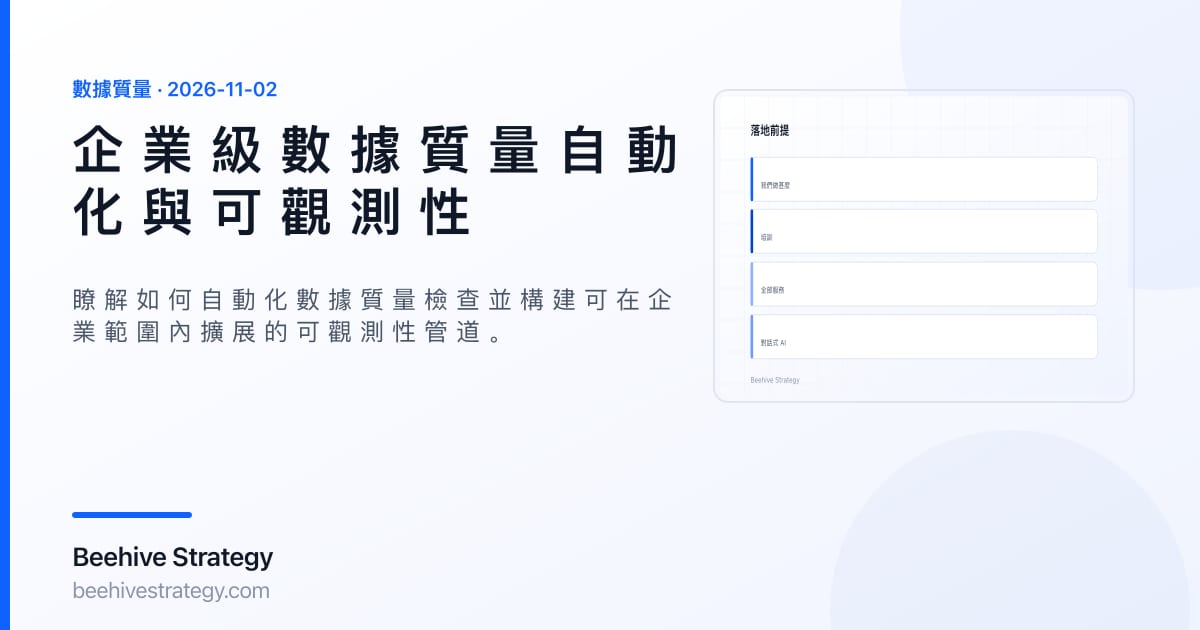 數據質量 · 2026-11-02
企業級數據質量自動
化與可觀測性
瞭解如何自動化數據質量檢查並構建可在企
業範圍內擴展的可觀測性管道。
Beehive Strategy
beehivestrategy.com
落地前提
我們做甚麼
培訓
全部服務
對話式 AI
Beehive Strategy